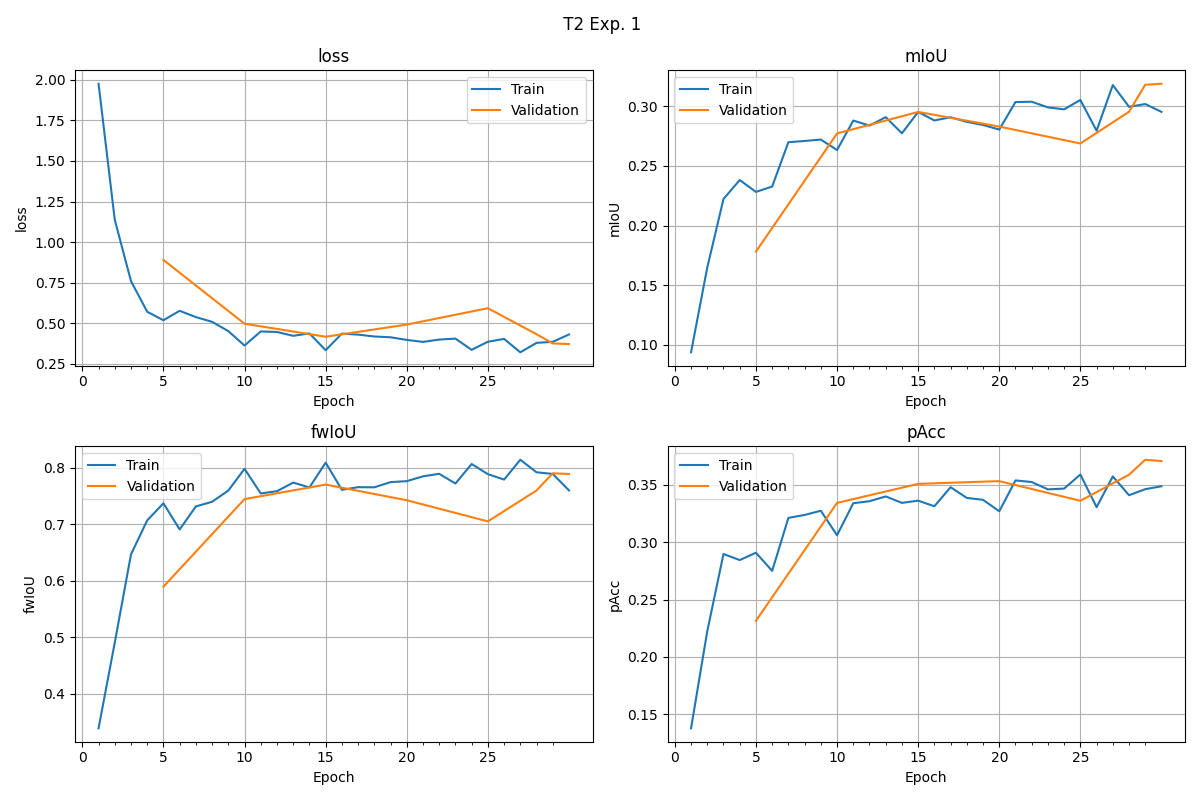 T2 Exp. 1
loss
2.00
1.75
1.50
1.25
1.00
0.75
0.50
0.25
loss
0 5 10 15 20 25
Epoch
Train
Validation
mIoU
0.30
0.25
0.20
0.15
0.10
mIoU
0 5 10 15 20 25
Epoch
Train
Validation
fwIoU
0.8
0.7
0.6
0.5
0.4
fwIoU
0 5 10 15 20 25
Epoch
Train
Validation
pAcc
0.35
0.30
0.25
0.20
0.15
pAcc
0 5 10 15 20 25
Epoch
Train
Validation